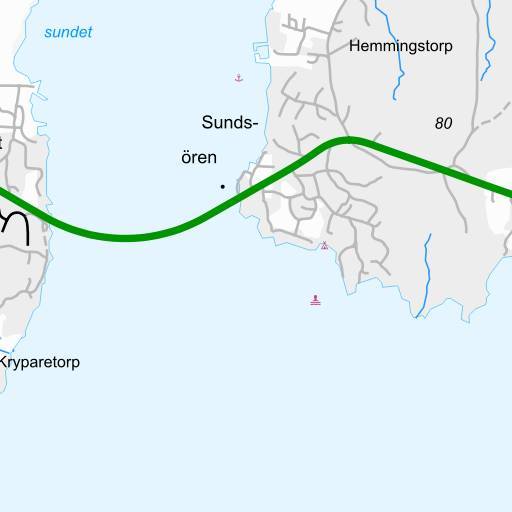 sundet
Hemmingstorp
Sunds-
80
t
ören
Kryparetorp